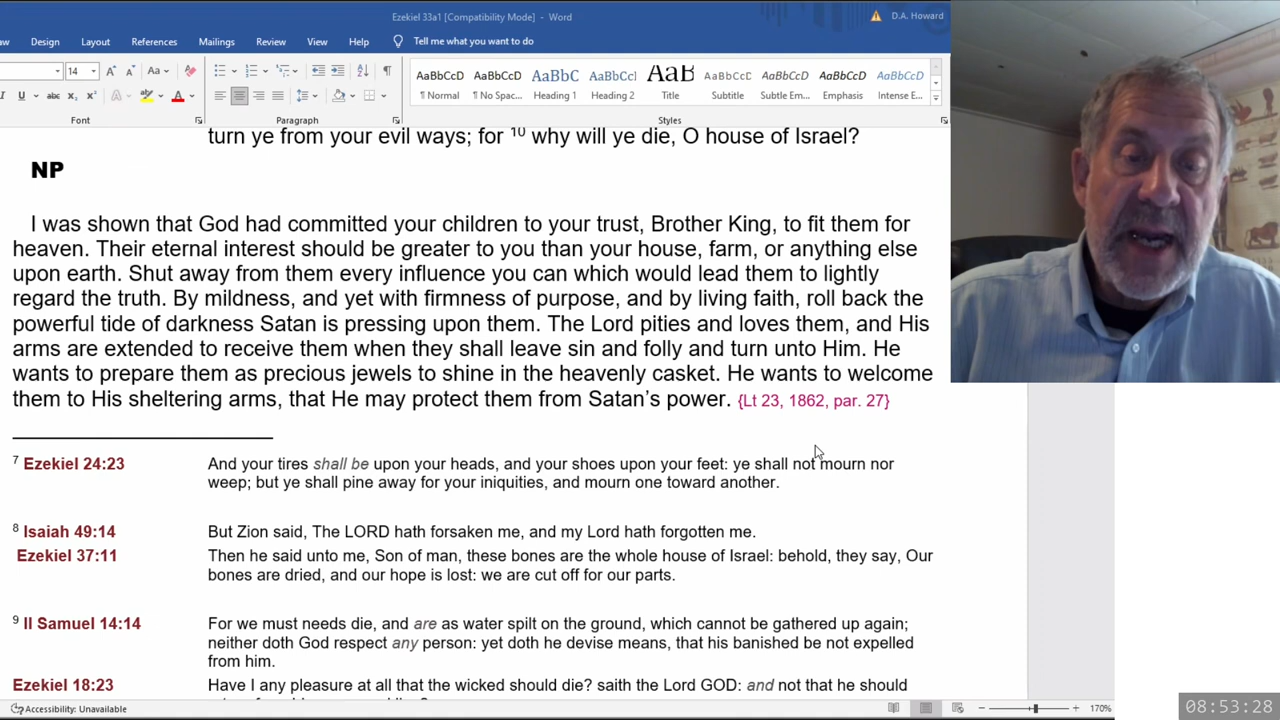 Ezekiel 33a1 [Compatibility Mode] - Word
D.A. Howard
aw Design Layout References Mailings Review View Help Tell me what you want to do
14 Aa
AaBbCcD AaBbCcD AaBbC AaBbCcl AaB AaBbCcD AaBbCcD AaBbCcD AaBbCcD
¶ Normal ¶ No Spac... Heading 1 Heading 2 Title Subtitle Subtle Em... Emphasis Intense E...
Font Paragraph Styles
turn ye from your evil ways; for 10 why will ye die, O house of Israel?
NP
I was shown that God had committed your children to your trust, Brother King, to fit them for
heaven. Their eternal interest should be greater to you than your house, farm, or anything else
upon earth. Shut away from them every influence you can which would lead them to lightly
regard the truth. By mildness, and yet with firmness of purpose, and by living faith, roll back the
powerful tide of darkness Satan is pressing upon them. The Lord pities and loves them, and His
arms are extended to receive them when they shall leave sin and folly and turn unto Him. He
wants to prepare them as precious jewels to shine in the heavenly casket. He wants to welcome
them to His sheltering arms, that He may protect them from Satan's power. {Lt 23, 1862, par. 27}
7 Ezekiel 24:23 And your tires shall be upon your heads, and your shoes upon your feet: ye shall not mourn nor
weep; but ye shall pine away for your iniquities, and mourn one toward another.
8 Isaiah 49:14 But Zion said, The LORD hath forsaken me, and my Lord hath forgotten me.
Ezekiel 37:11 Then he said unto me, Son of man, these bones are the whole house of Israel: behold, they say, Our
bones are dried, and our hope is lost: we are cut off for our parts.
9 II Samuel 14:14 For we must needs die, and are as water spilt on the ground, which cannot be gathered up again;
neither doth God respect any person: yet doth he devise means, that his banished be not expelled
from him.
Ezekiel 18:23 Have I any pleasure at all that the wicked should die? saith the Lord GOD: and not that he should
Accessibility: Unavailable 170%
08:53:28